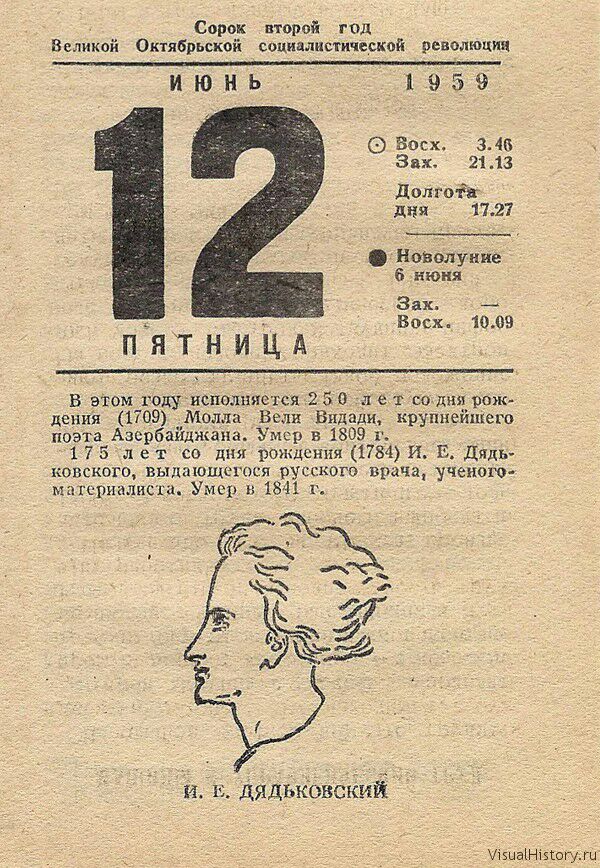 Сорок второй год
Великой Октябрьской социалистической революции
ИЮНЬ 1959
12
Восх. 3.46
Зах. 21.13
Долгота
дня 17.27
Новолуние
6 июня
Зах. —
Восх. 10.09
ПЯТНИЦА
В этом году исполняется 250 лет со дня рож-
дения (1709) Молла Вели Видади, крупнейшего
поэта Азербайджана. Умер в 1809 г.
175 лет со дня рождения (1784) И. Е. Дядь-
ковского, выдающегося русского врача, ученого-
материалиста. Умер в 1841 г.
И. Е. ДЯДЬКОВСКИЙ
VisualHistory.ru